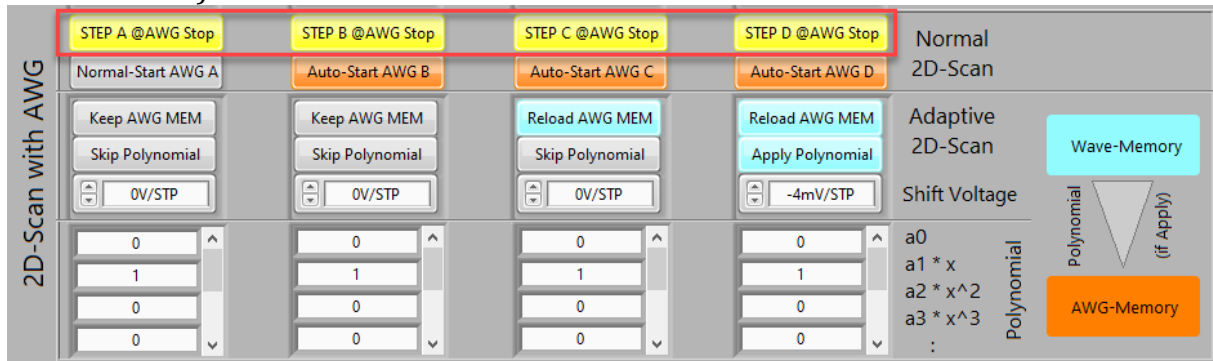 STEP A @AWG Stop STEP B @AWG Stop STEP C @AWG Stop STEP D @AWG Stop Normal
Normal-Start AWG A Auto-Start AWG B Auto-Start AWG C Auto-Start AWG D 2D-Scan
2D-Scan with AWG
Keep AWG MEM Keep AWG MEM Reload AWG MEM Reload AWG MEM Adaptive
Skip Polynomial Skip Polynomial Skip Polynomial Apply Polynomial 2D-Scan
0V/STP 0V/STP 0V/STP -4mV/STP Shift Voltage
0 0 0 0 a0
1 1 1 1 a1 * x
0 0 0 0 a2 * x^2
0 0 0 0 a3 * x^3
:
Polynomial
Wave-Memory
Polynomial
(if Apply)
AWG-Memory